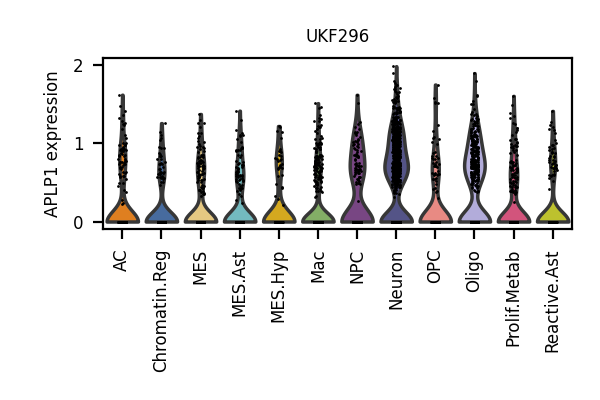 UKF296
APLP1 expression
2
1
0
AC
Chromatin.Reg
MES
MES.Ast
MES.Hyp
Mac
NPC
Neuron
OPC
Oligo
Prolif.Metab
Reactive.Ast